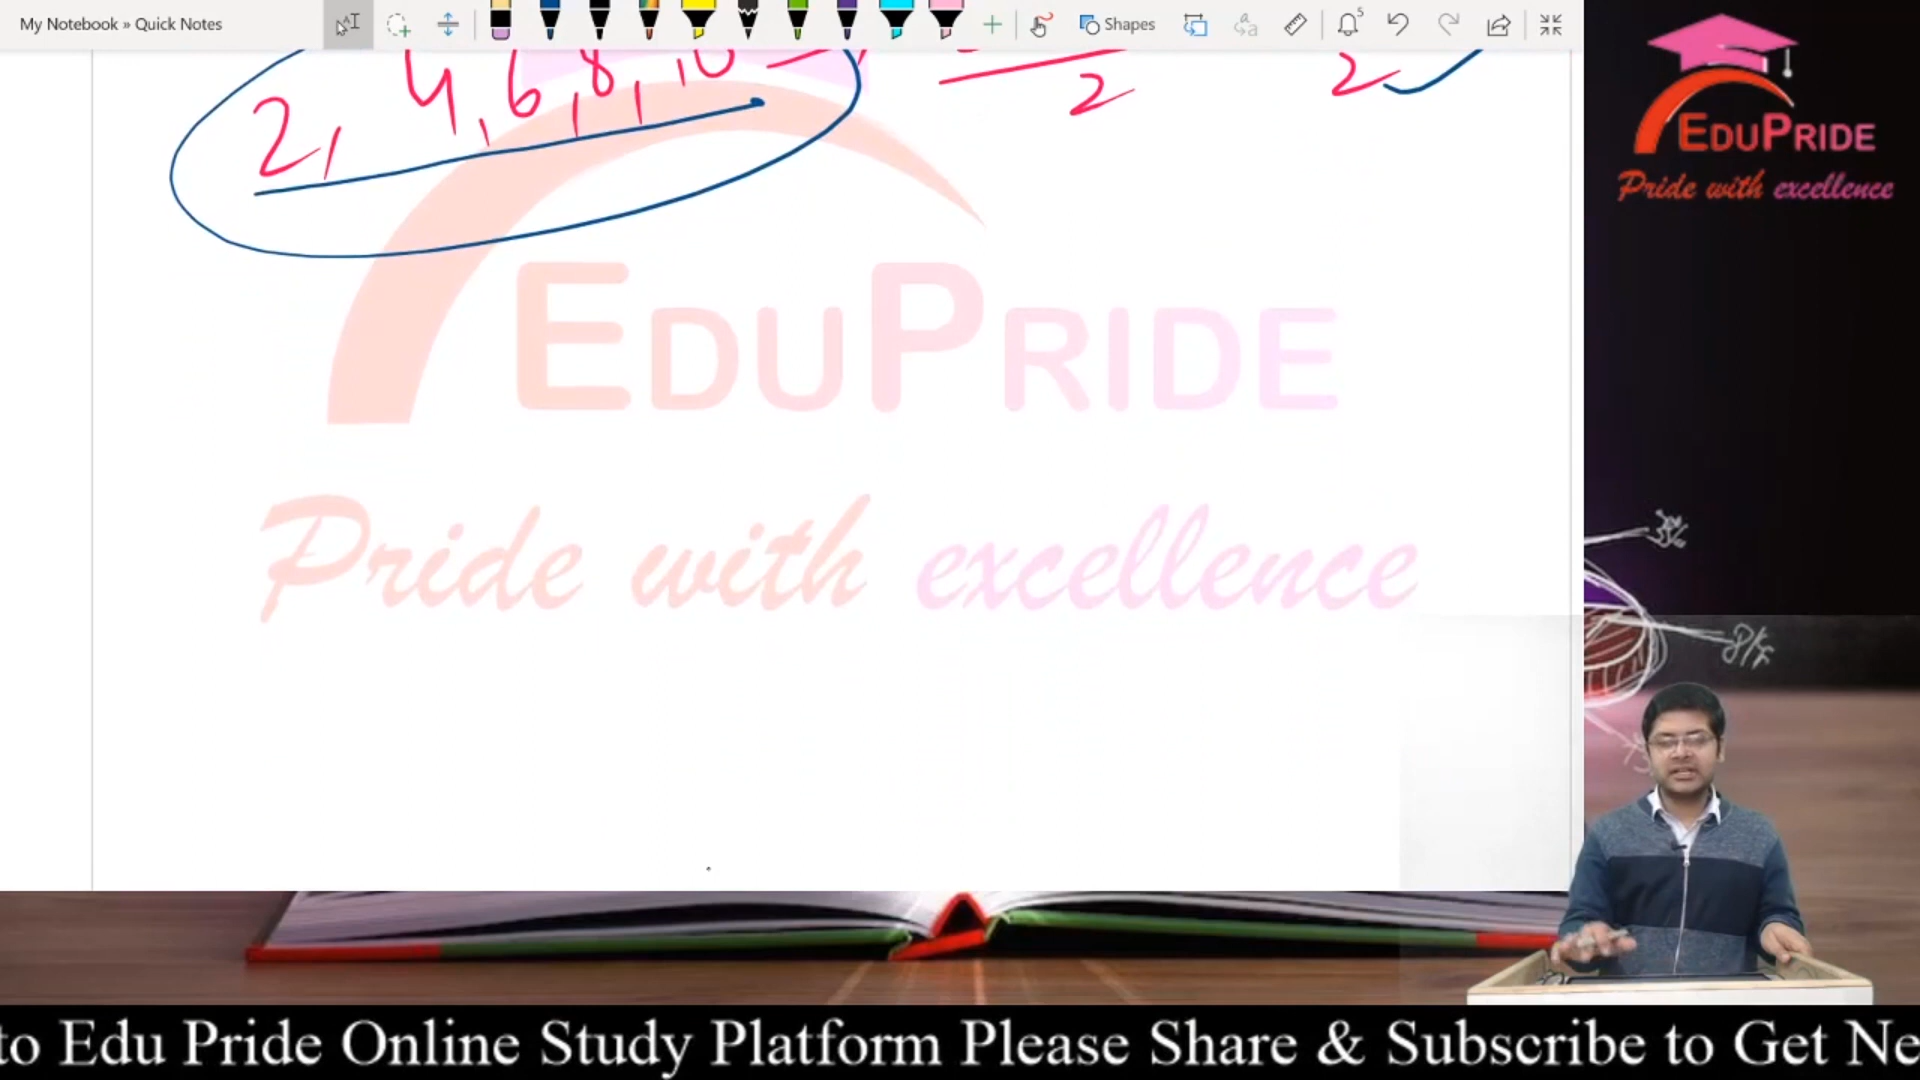 My Notebook » Quick Notes
Shapes
5
2, 4, 6, 8, 10
2
2
EDUPRIDE
Pride with excellence
EDUPRIDE
Pride with excellence
to Edu Pride Online Study Platform Please Share & Subscribe to Get Ne